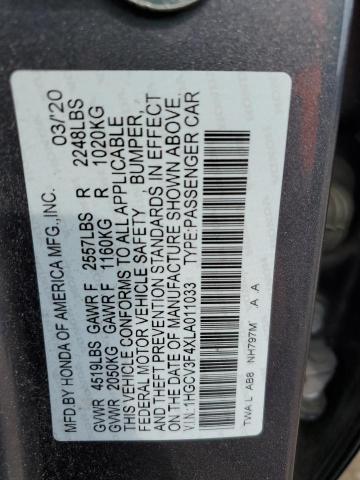 MFD.BY HONDA OF AMERICA MFG.,INC. 03/'20
GVWR 4519LBS GAWR F 2557LBS R 2248LBS
GVWR 2050KG GAWR F 1160KG R 1020KG
THIS VEHICLE CONFORMS TO ALL APPLICABLE
FEDERAL MOTOR VEHICLE SAFETY, BUMPER,
AND THEFT PREVENTION STANDARDS IN EFFECT
ON THE DATE OF MANUFACTURE SHOWN ABOVE.
V.I.N.:1HGCV3F4XLA011033 TYPE:PASSENGER CAR
TWA L AB8 NH797M A A